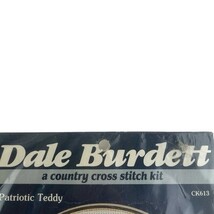 Dale Burdett
a country cross stitch kit
Patriotic Teddy CK613